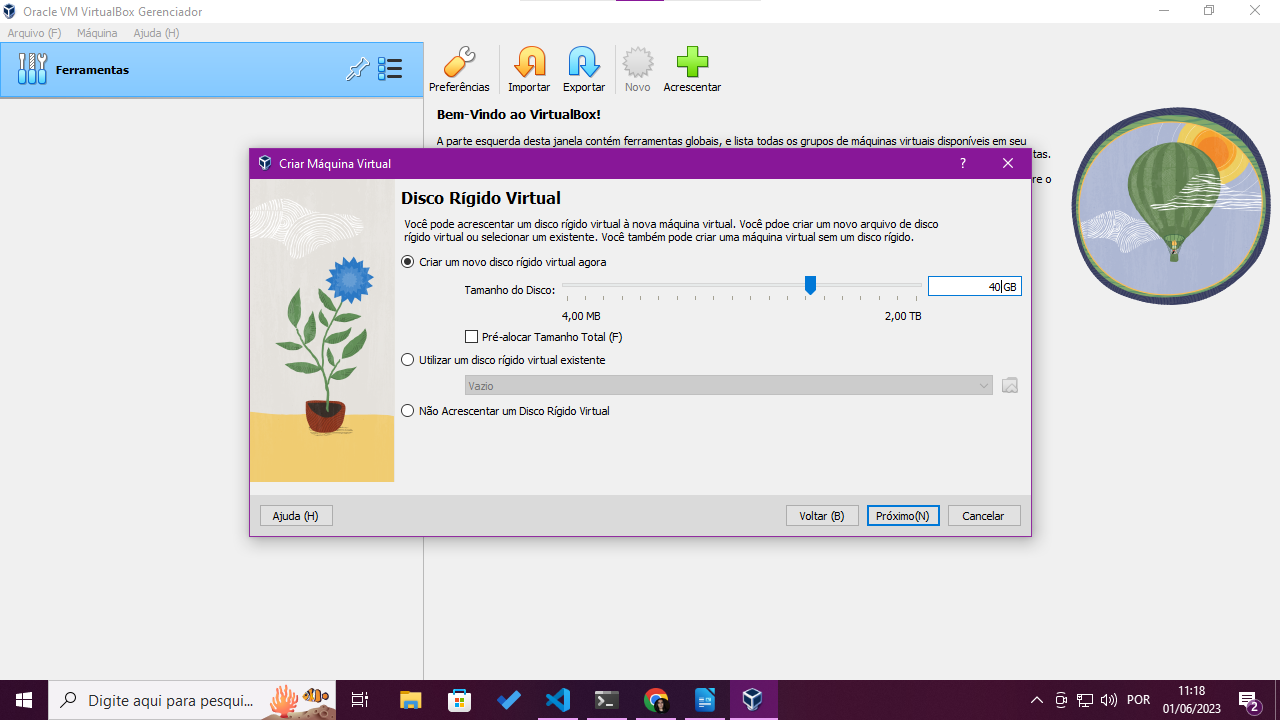 Oracle VM VirtualBox Gerenciador
Arquivo (F) Máquina Ajuda (H)
Ferramentas
Preferências Importar Exportar Novo Acrescentar
Bem-Vindo ao VirtualBox!
A parte esquerda desta janela contém ferramentas globais, e lista todas os grupos de máquinas virtuais disponíveis em seu
tas.
re o
Criar Máquina Virtual
Disco Rígido Virtual
Você pode acrescentar um disco rígido virtual à nova máquina virtual. Você pdoe criar um novo arquivo de disco
rígido virtual ou selecionar um existente. Você também pode criar uma máquina virtual sem um disco rígido.
Criar um novo disco rígido virtual agora
Tamanho do Disco: 40 GB
4,00 MB 2,00 TB
Pré-alocar Tamanho Total (F)
Utilizar um disco rígido virtual existente
Vazio
Não Acrescentar um Disco Rígido Virtual
Ajuda (H) Voltar (B) Próximo(N) Cancelar
Digite aqui para pesqui...
POR
11:18
01/06/2023
2